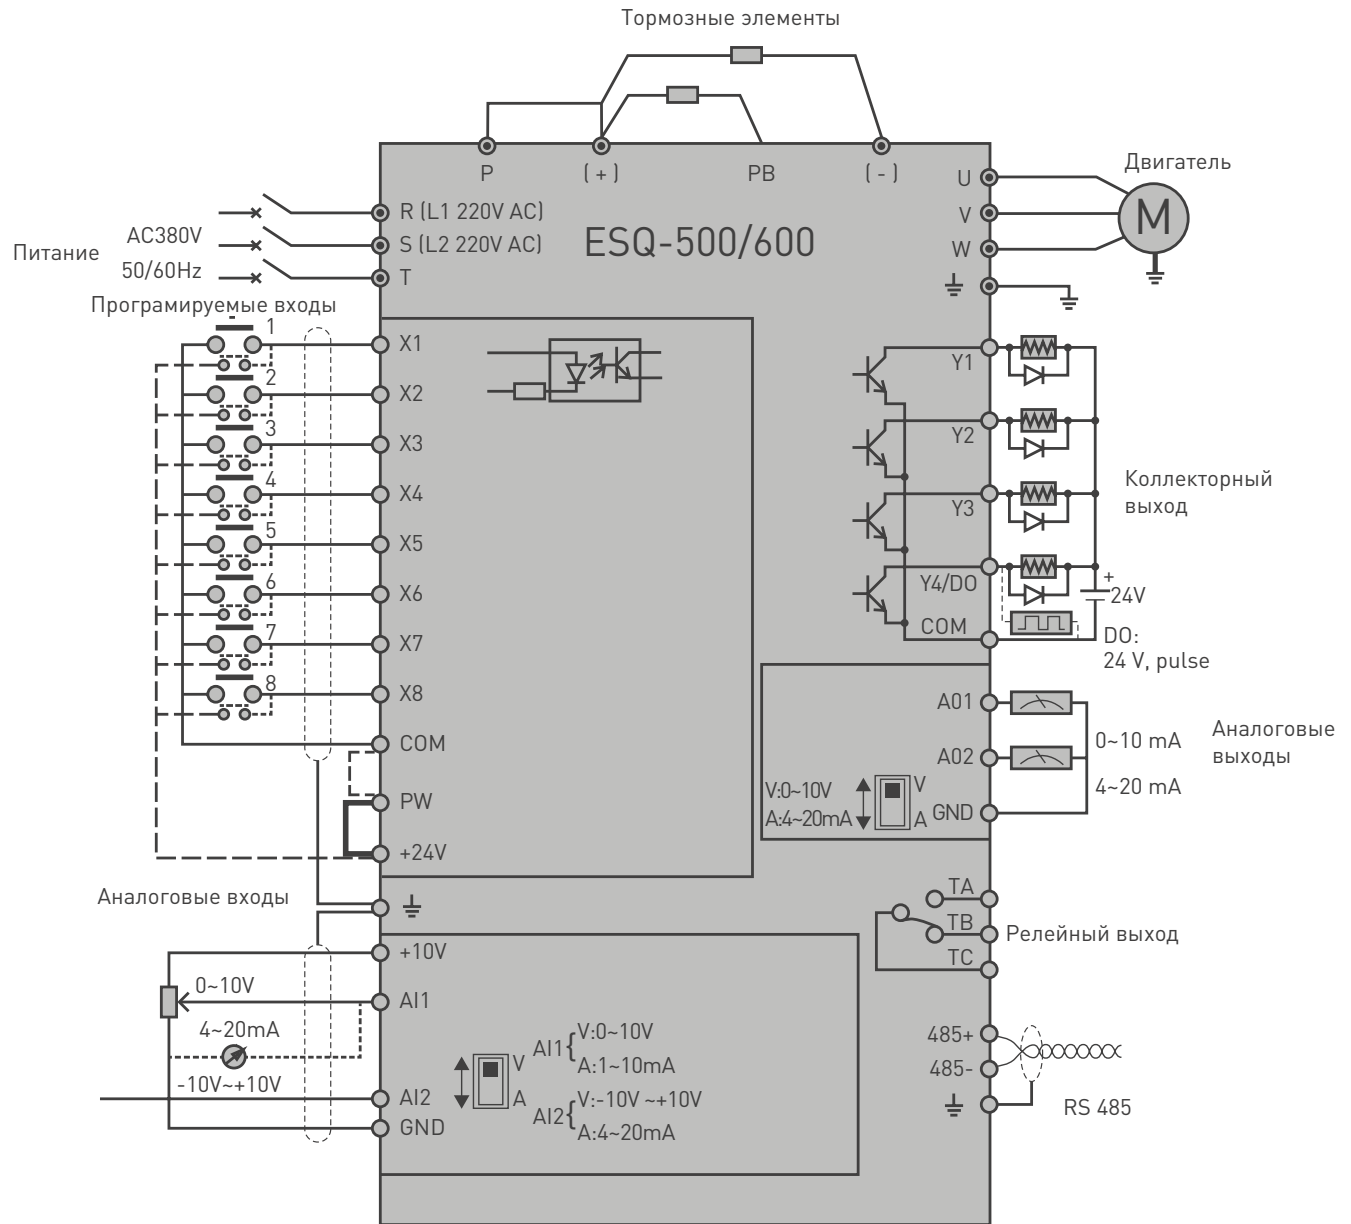 Тормозные элементы
P
( + )
PB
( - )
Двигатель
U
V
W
M
R (L1 220V AC)
S (L2 220V AC)
T
ESQ-500/600
Питание
AC380V
50/60Hz
Програмируемые входы
1
2
3
4
5
6
7
8
X1
X2
X3
X4
X5
X6
X7
X8
COM
PW
+24V
Y1
Y2
Y3
Y4/DO
COM
Коллекторный
выход
+
24V
DO:
24 V, pulse
A01
A02
GND
V:0~10V
A:4~20mA
V
A
0~10 mA
4~20 mA
Аналоговые
выходы
TA
TB
TC
Релейный выход
Аналоговые входы
+10V
AI1
AI2
GND
0~10V
4~20mA
-10V~+10V
V
A
AI1 {
V:0~10V
A:1~10mA
AI2 {
V:-10V ~+10V
A:4~20mA
485+
485-
RS 485